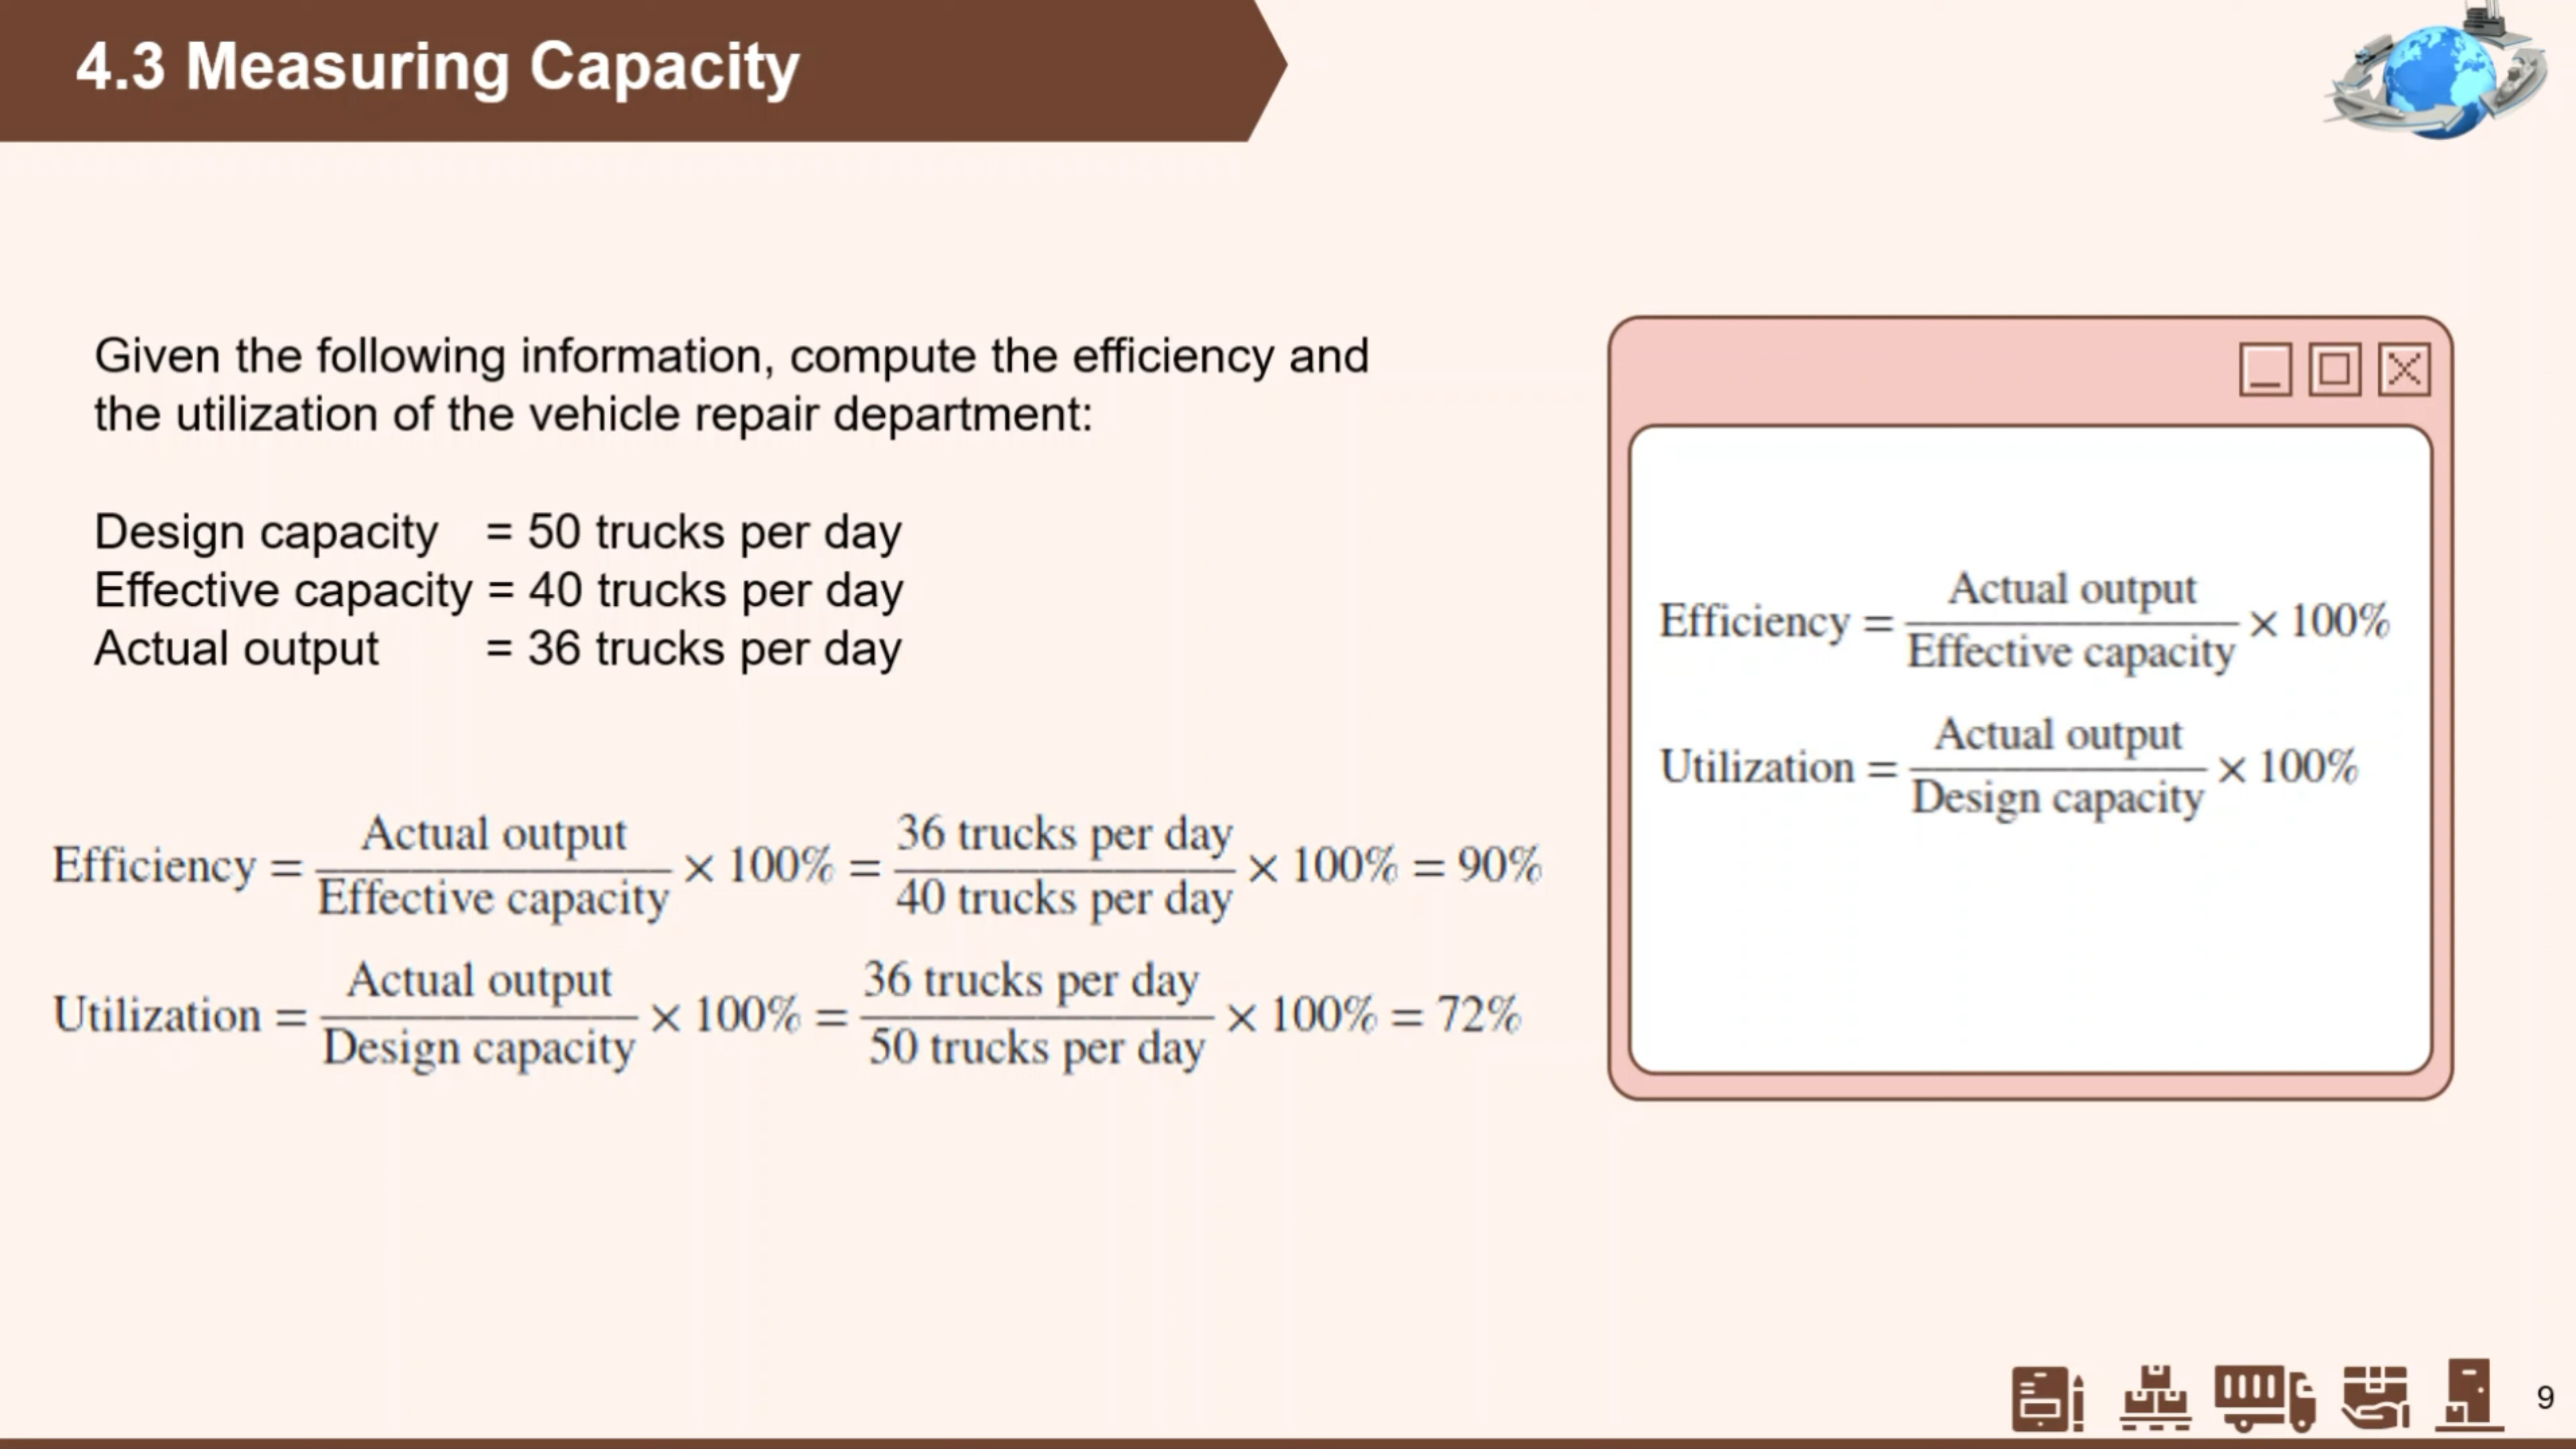 4.3 Measuring Capacity
Given the following information, compute the efficiency and
the utilization of the vehicle repair department:
Design capacity = 50 trucks per day
Effective capacity = 40 trucks per day
Actual output = 36 trucks per day
Efficiency = Actual output / Effective capacity × 100% = 36 trucks per day / 40 trucks per day × 100% = 90%
Utilization = Actual output / Design capacity × 100% = 36 trucks per day / 50 trucks per day × 100% = 72%
Efficiency = Actual output / Effective capacity × 100%
Utilization = Actual output / Design capacity × 100%
9